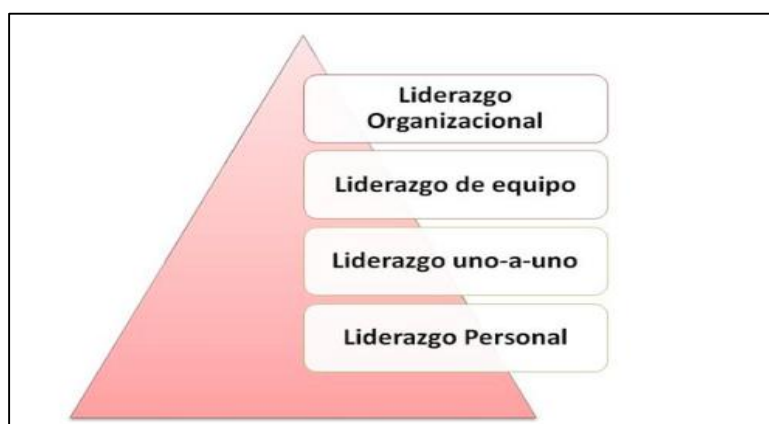 Liderazgo
Organizacional
Liderazgo de equipo
Liderazgo uno-a-uno
Liderazgo Personal